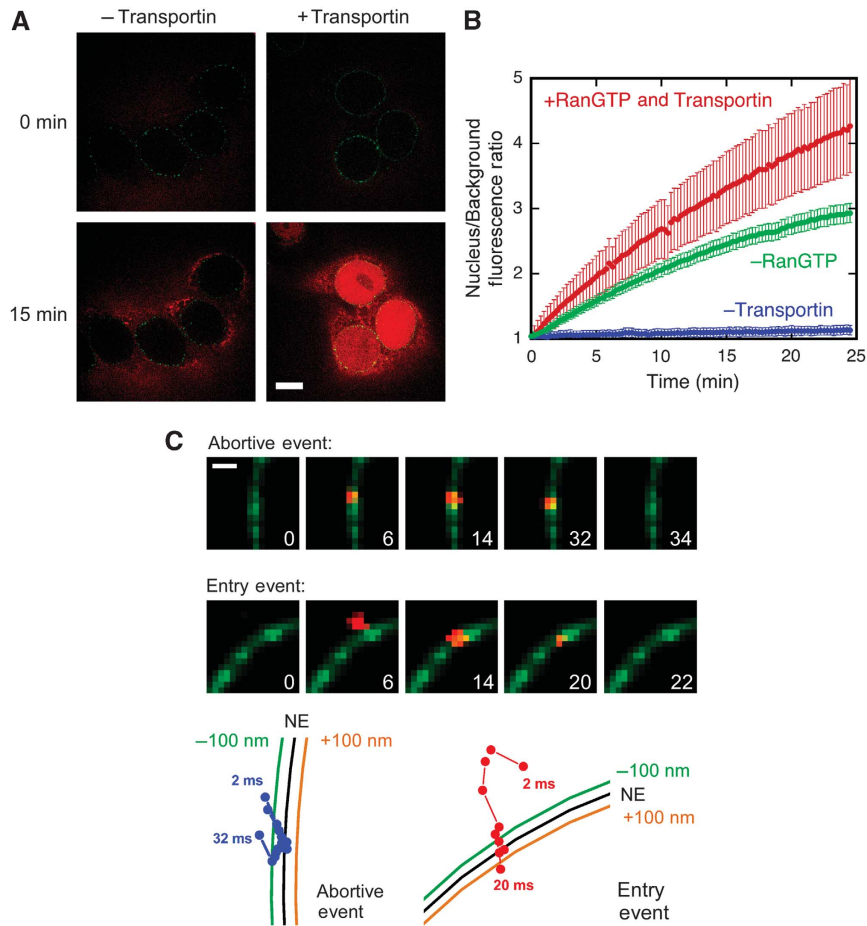 A
– Transportin
+ Transportin
0 min
15 min
B
Nucleus/Background
fluorescence ratio
5
4
3
2
1
+RanGTP and Transportin
–RanGTP
–Transportin
0
5
10
15
20
25
Time (min)
C
Abortive event:
0
6
14
32
34
Entry event:
0
6
14
20
22
–100 nm
NE
+100 nm
2 ms
32 ms
Abortive
event
–100 nm
NE
+100 nm
2 ms
20 ms
Entry
event